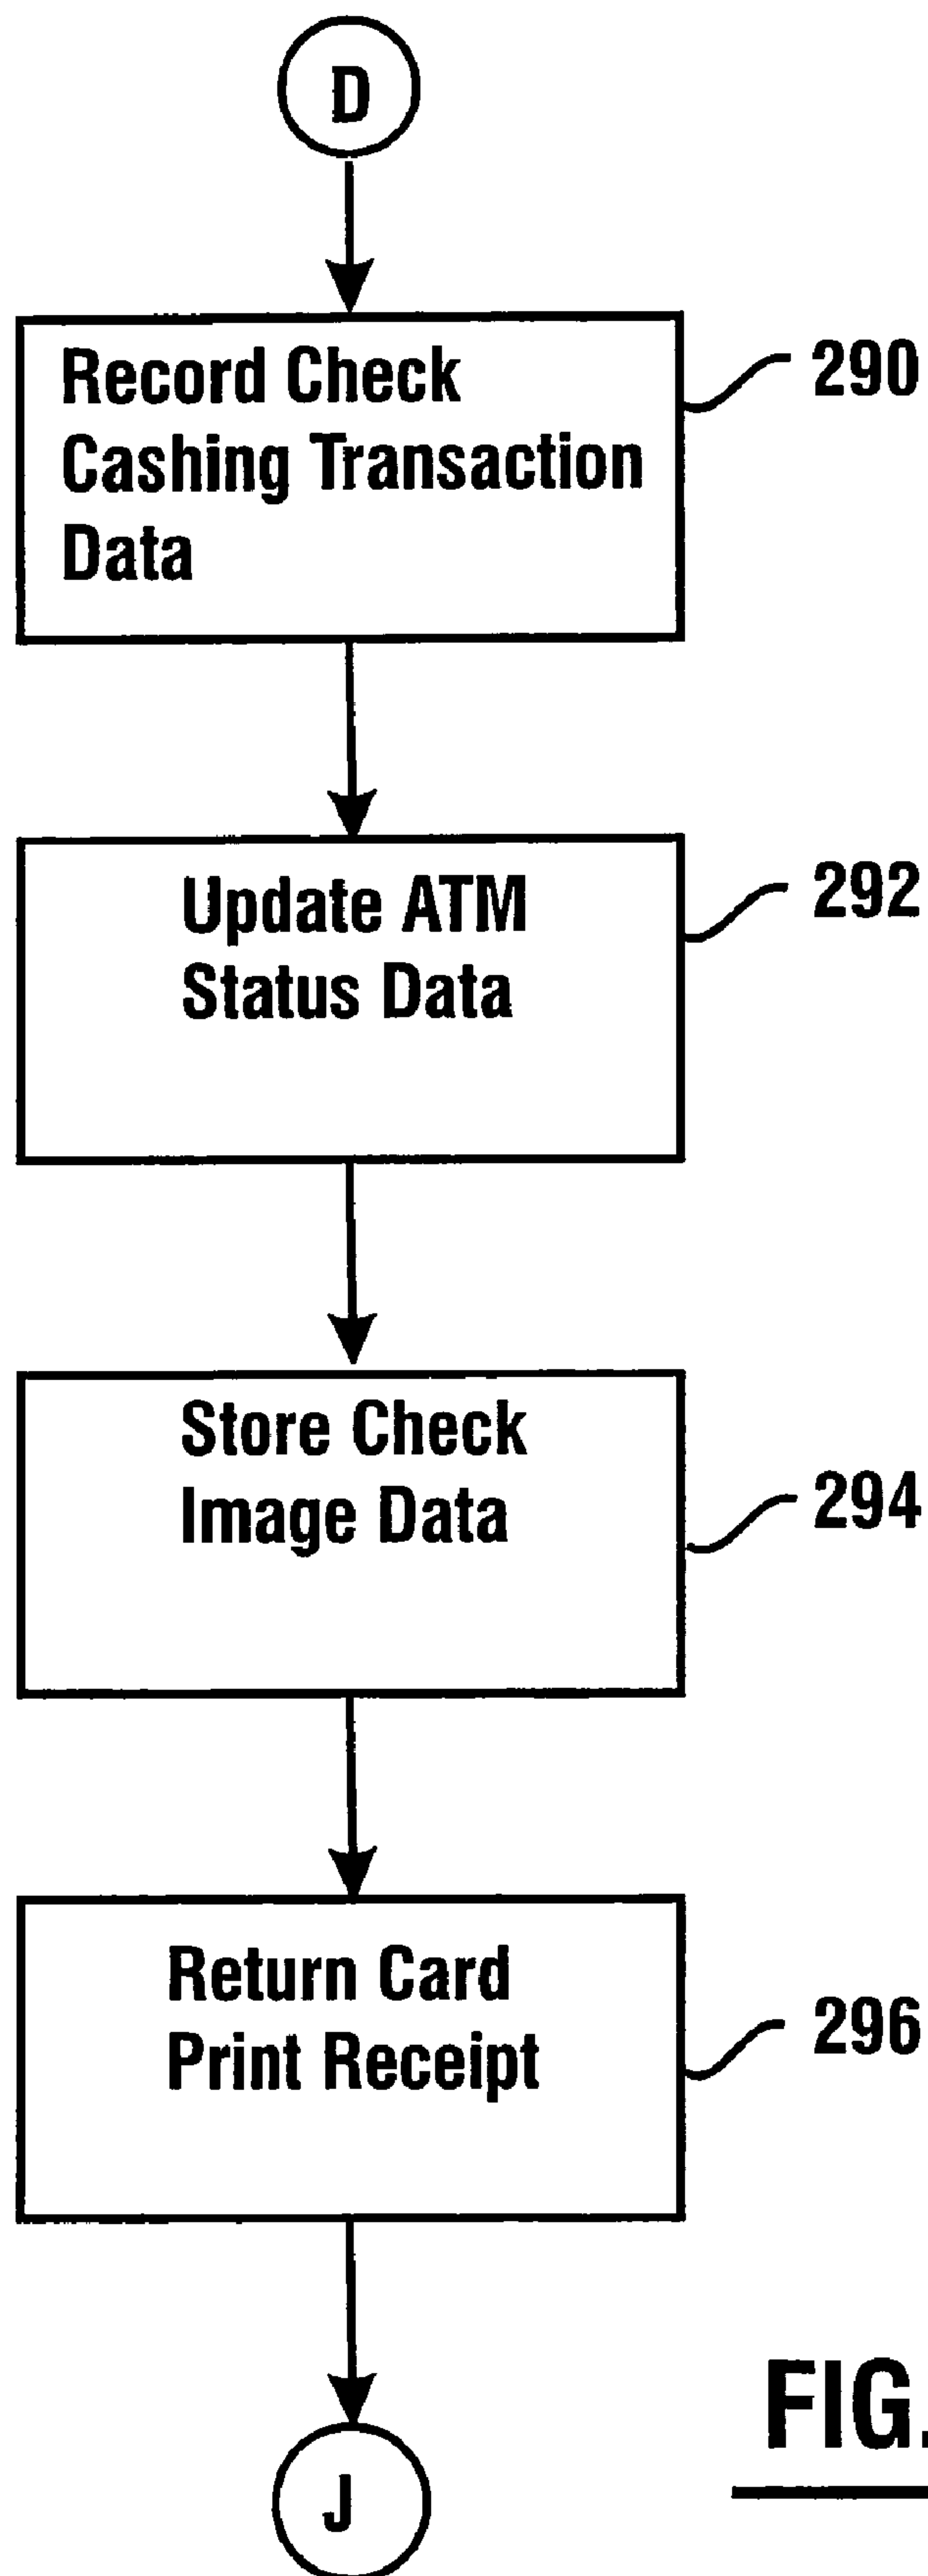 D
Record Check
Cashing Transaction
Data
290
Update ATM
Status Data
292
Store Check
Image Data
294
Return Card
Print Receipt
296
J
FIG.